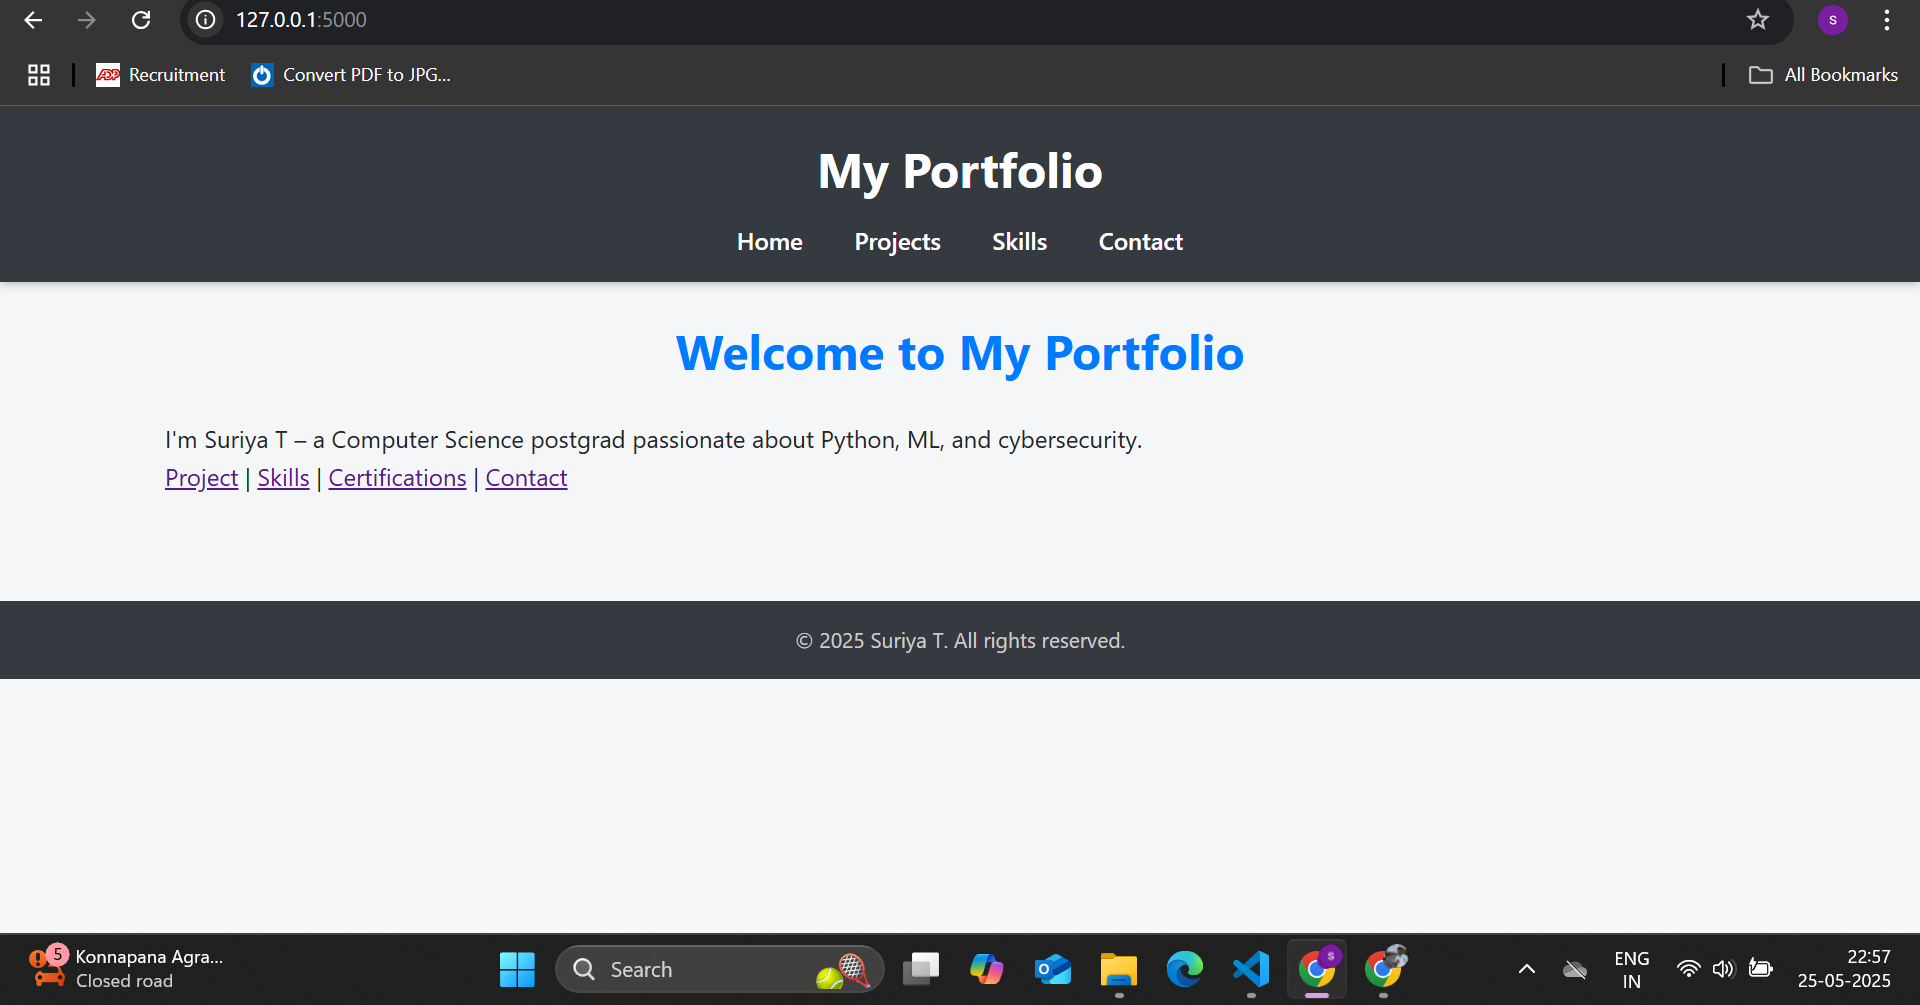 127.0.0.1:5000
S
ADP Recruitment
Convert PDF to JPG...
All Bookmarks
My Portfolio
Home Projects Skills Contact
Welcome to My Portfolio
I'm Suriya T – a Computer Science postgrad passionate about Python, ML, and cybersecurity.
Project | Skills | Certifications | Contact
© 2025 Suriya T. All rights reserved.
5
Konnapana Agra...
Closed road
Search
S
ENG
IN
22:57
25-05-2025